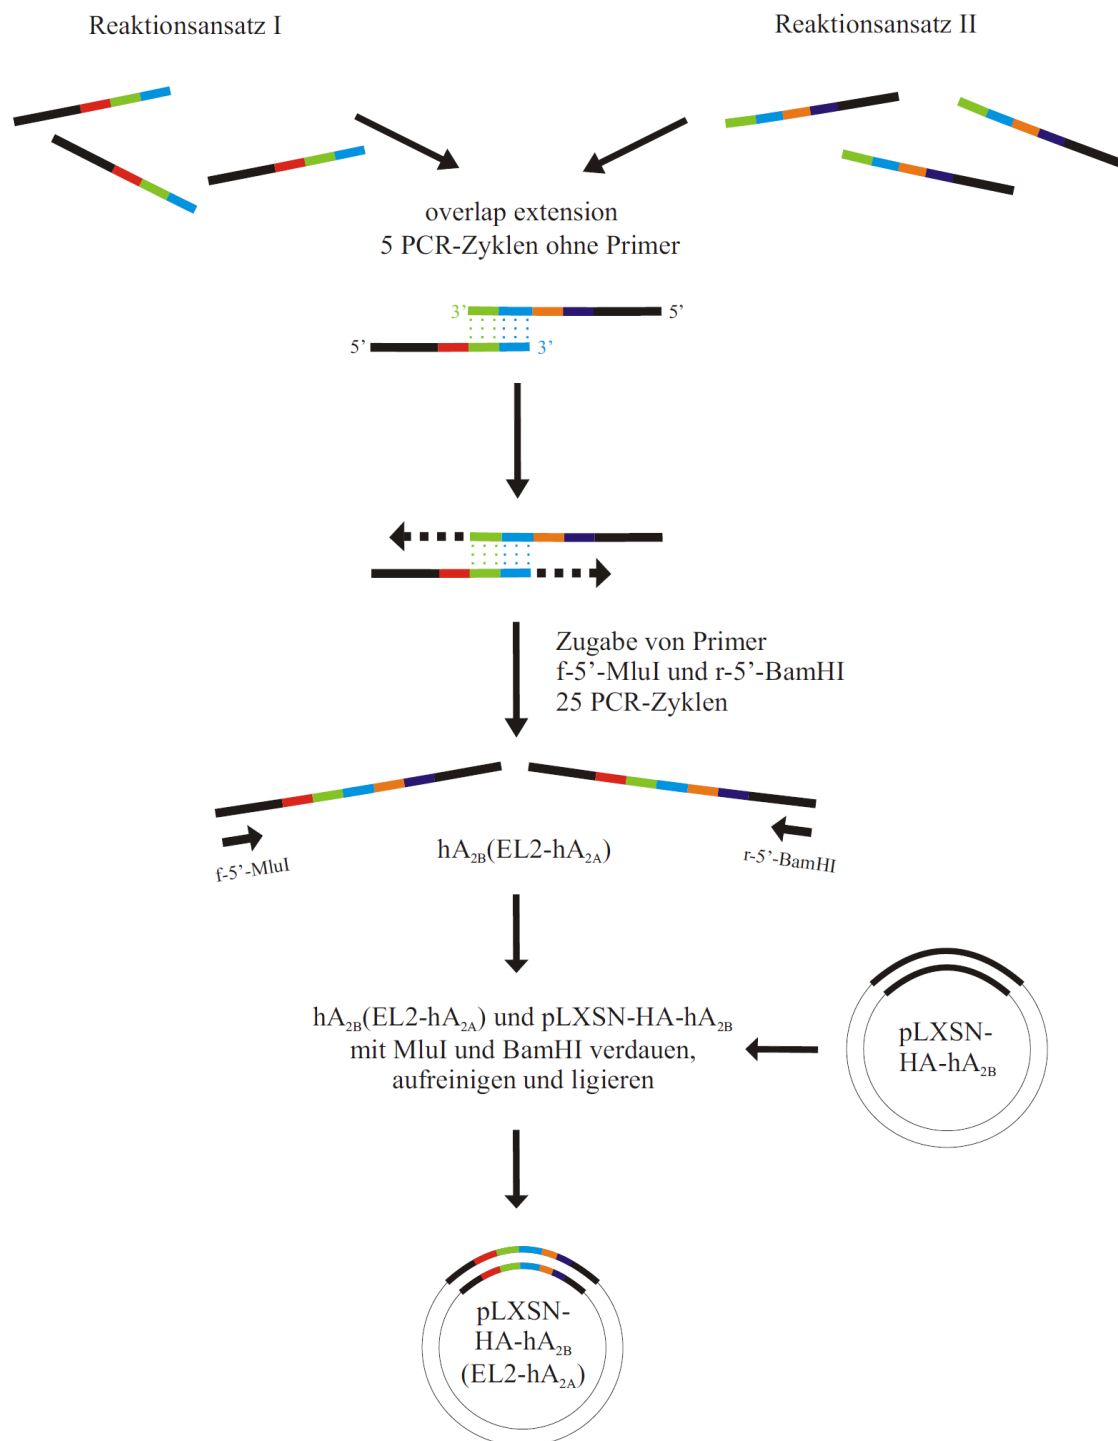 Reaktionsansatz I
Reaktionsansatz II
overlap extension
5 PCR-Zyklen ohne Primer
3’
5’
5’
3’
Zugabe von Primer
f-5’-MluI und r-5’-BamHI
25 PCR-Zyklen
f-5’-MluI
hA2B(EL2-hA2A)
r-5’-BamHI
hA2B(EL2-hA2A) und pLXSN-HA-hA2B
mit MluI und BamHI verdauen,
aufreinigen und ligieren
pLXSN-
HA-hA2B
pLXSN-
HA-hA2B
(EL2-hA2A)